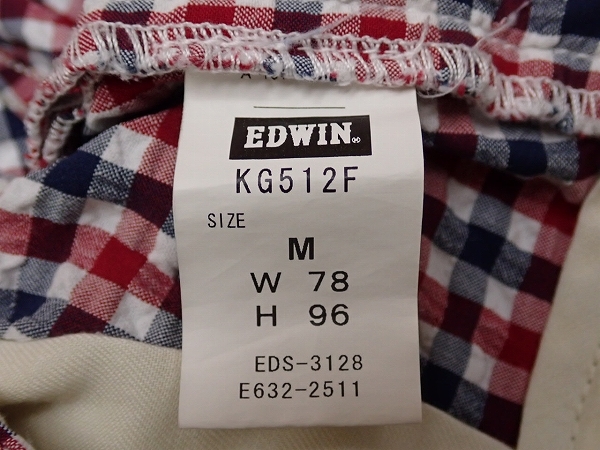 EDWIN®
KG512F
SIZE
M
W 78
H 96
EDS-3128
E632-2511